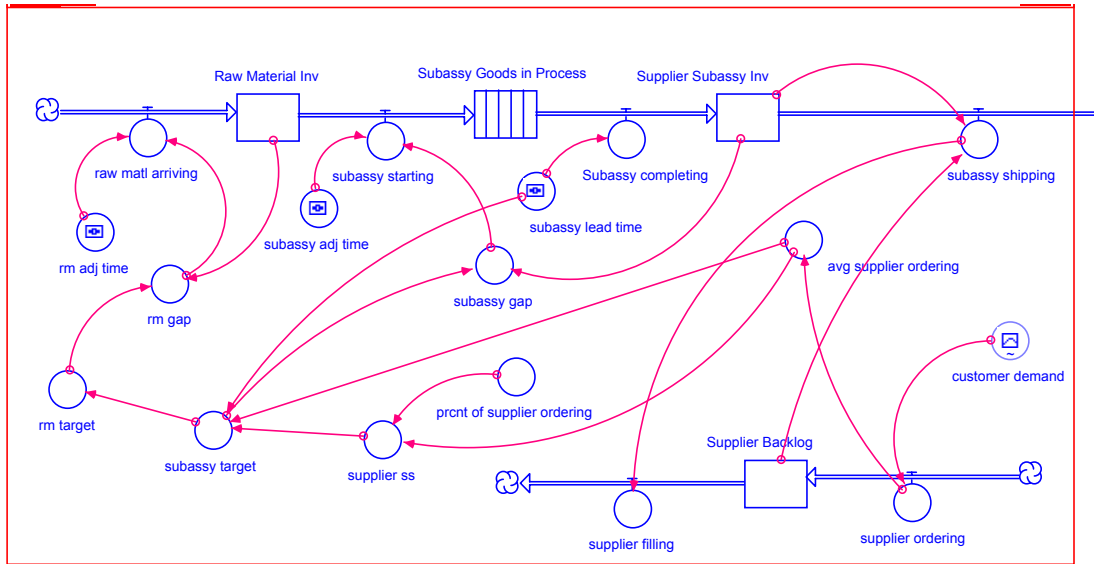 Raw Material Inv
Subassy Goods in Process
Supplier Subassy Inv
raw matl arriving
subassy starting
Subassy completing
subassy shipping
rm adj time
subassy adj time
subassy lead time
avg supplier ordering
rm gap
subassy gap
customer demand
rm target
prcnt of supplier ordering
subassy target
supplier ss
Supplier Backlog
supplier filling
supplier ordering
~